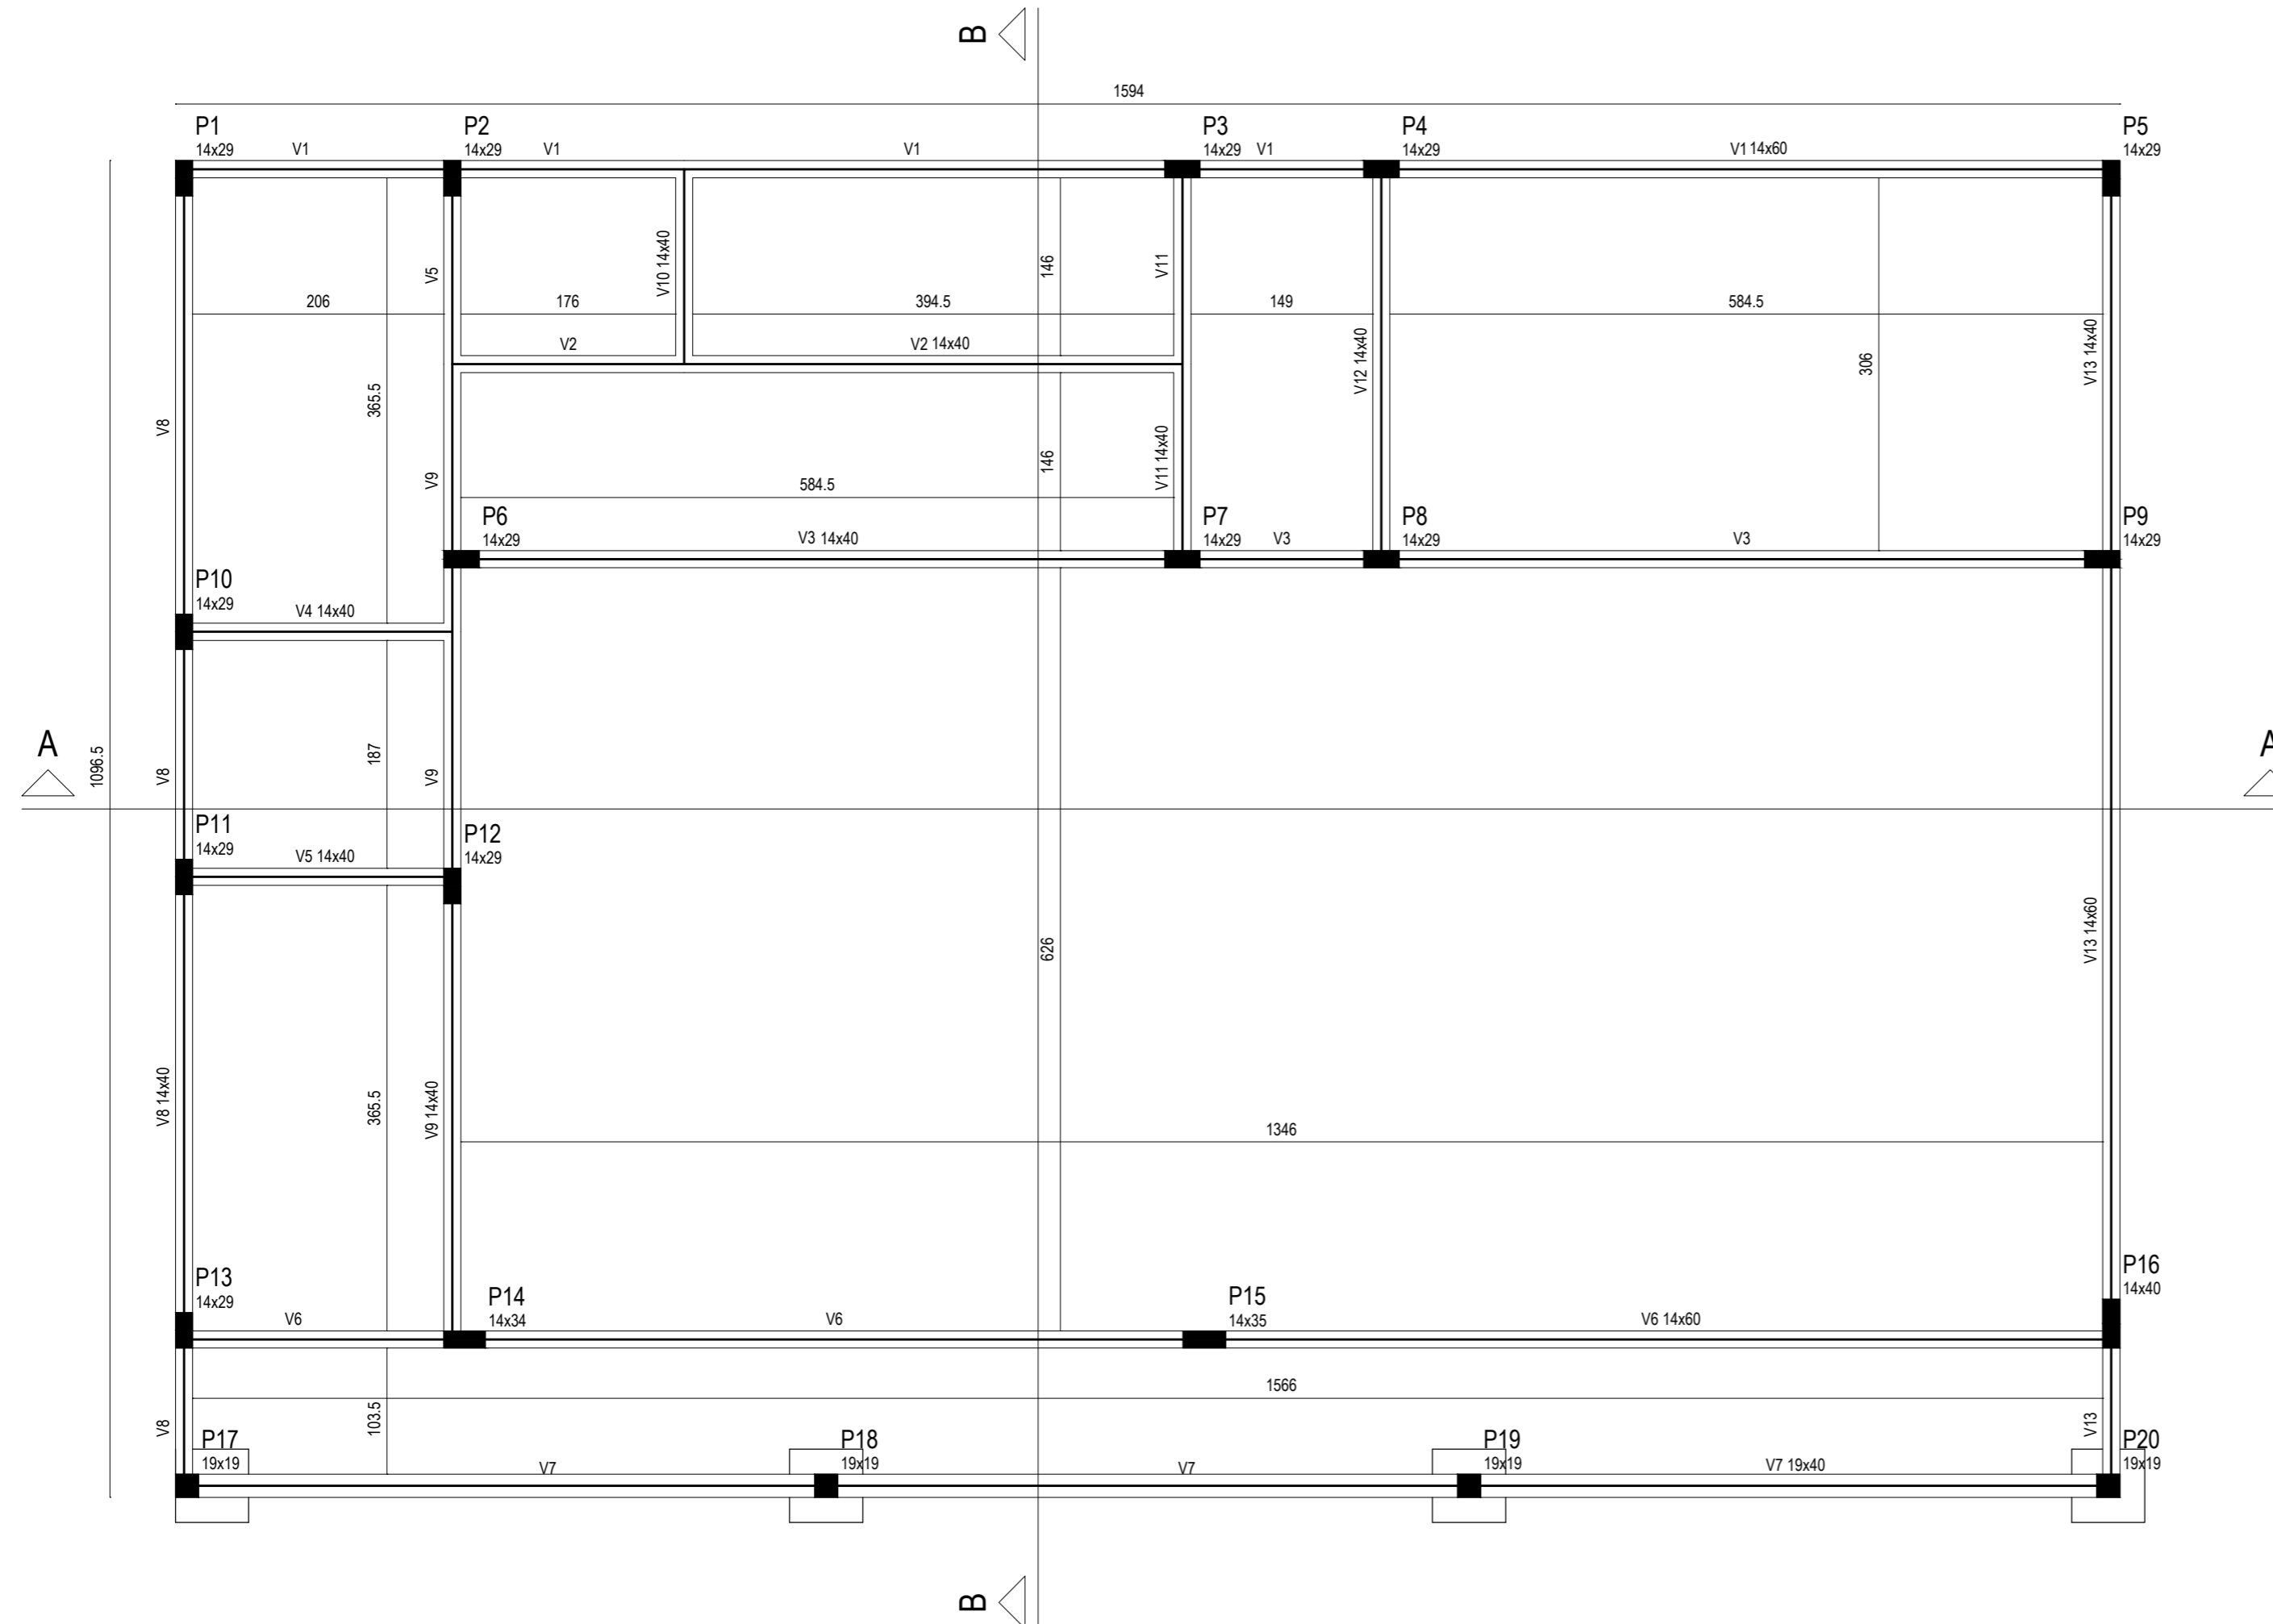 B
1594
P1
P2
P3
P4
P5
14x29
V1
14x29
V1
V1
14x29
V1
14x29
V1 14x60
14x29
V5
V10 14x40
146
V11
206
176
394.5
149
584.5
V2
V2 14x40
V12 14x40
306
V13 14x40
365.5
V8
V9
584.5
146
V11 14x40
P6
14x29
V3 14x40
P7
14x29
V3
P8
14x29
V3
P9
14x29
P10
14x29
V4 14x40
A
1096.5
V8
187
V9
A
P11
14x29
V5 14x40
P12
14x29
626
V13 14x60
V8 14x40
365.5
V9 14x40
1346
P13
14x29
V6
P14
14x34
V6
P15
14x35
V6 14x60
P16
14x40
1566
V8
103.5
V13
P17
19x19
V7
P18
19x19
V7
P19
19x19
V7 19x40
P20
19x19
B